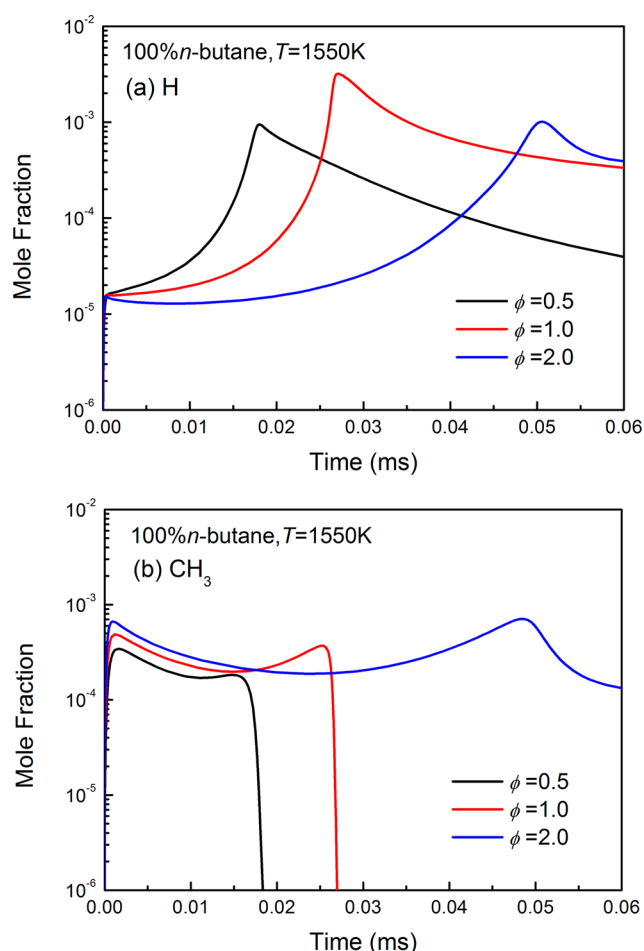 100%n-butane,T=1550K
(a) H
10⁻²
10⁻³
10⁻⁴
10⁻⁵
10⁻⁶
Mole Fraction
ϕ=0.5
ϕ=1.0
ϕ=2.0
0.00 0.01 0.02 0.03 0.04 0.05 0.06
Time (ms)
100%n-butane,T=1550K
(b) CH₃
10⁻²
10⁻³
10⁻⁴
10⁻⁵
10⁻⁶
Mole Fraction
ϕ=0.5
ϕ=1.0
ϕ=2.0
0.00 0.01 0.02 0.03 0.04 0.05 0.06
Time (ms)